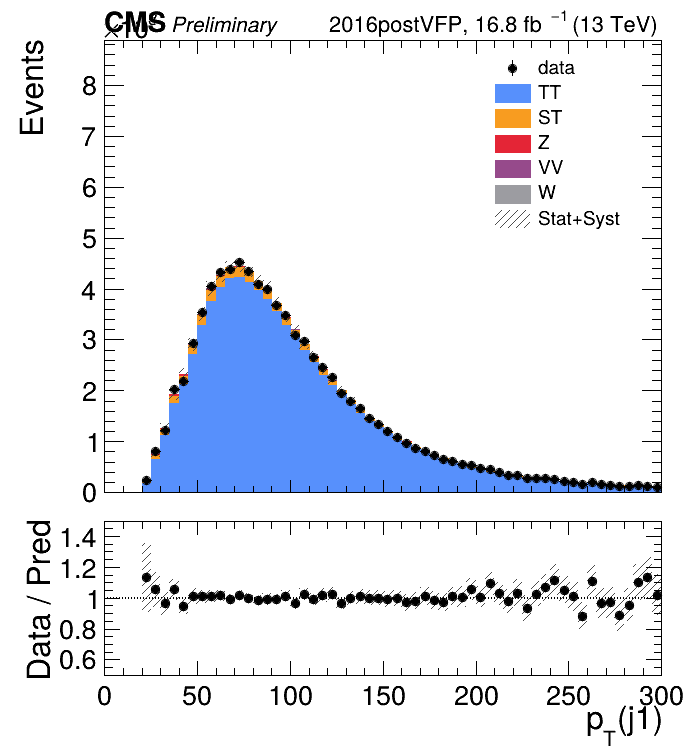 CMS Preliminary 2016postVFP, 16.8 fb⁻¹ (13 TeV)
Events
8
7
6
5
4
3
2
1
0
data
TT
ST
Z
VV
W
Stat+Syst
Data / Pred
1.4
1.2
1
0.8
0.6
0 50 100 150 200 250 300
p_T(j1)